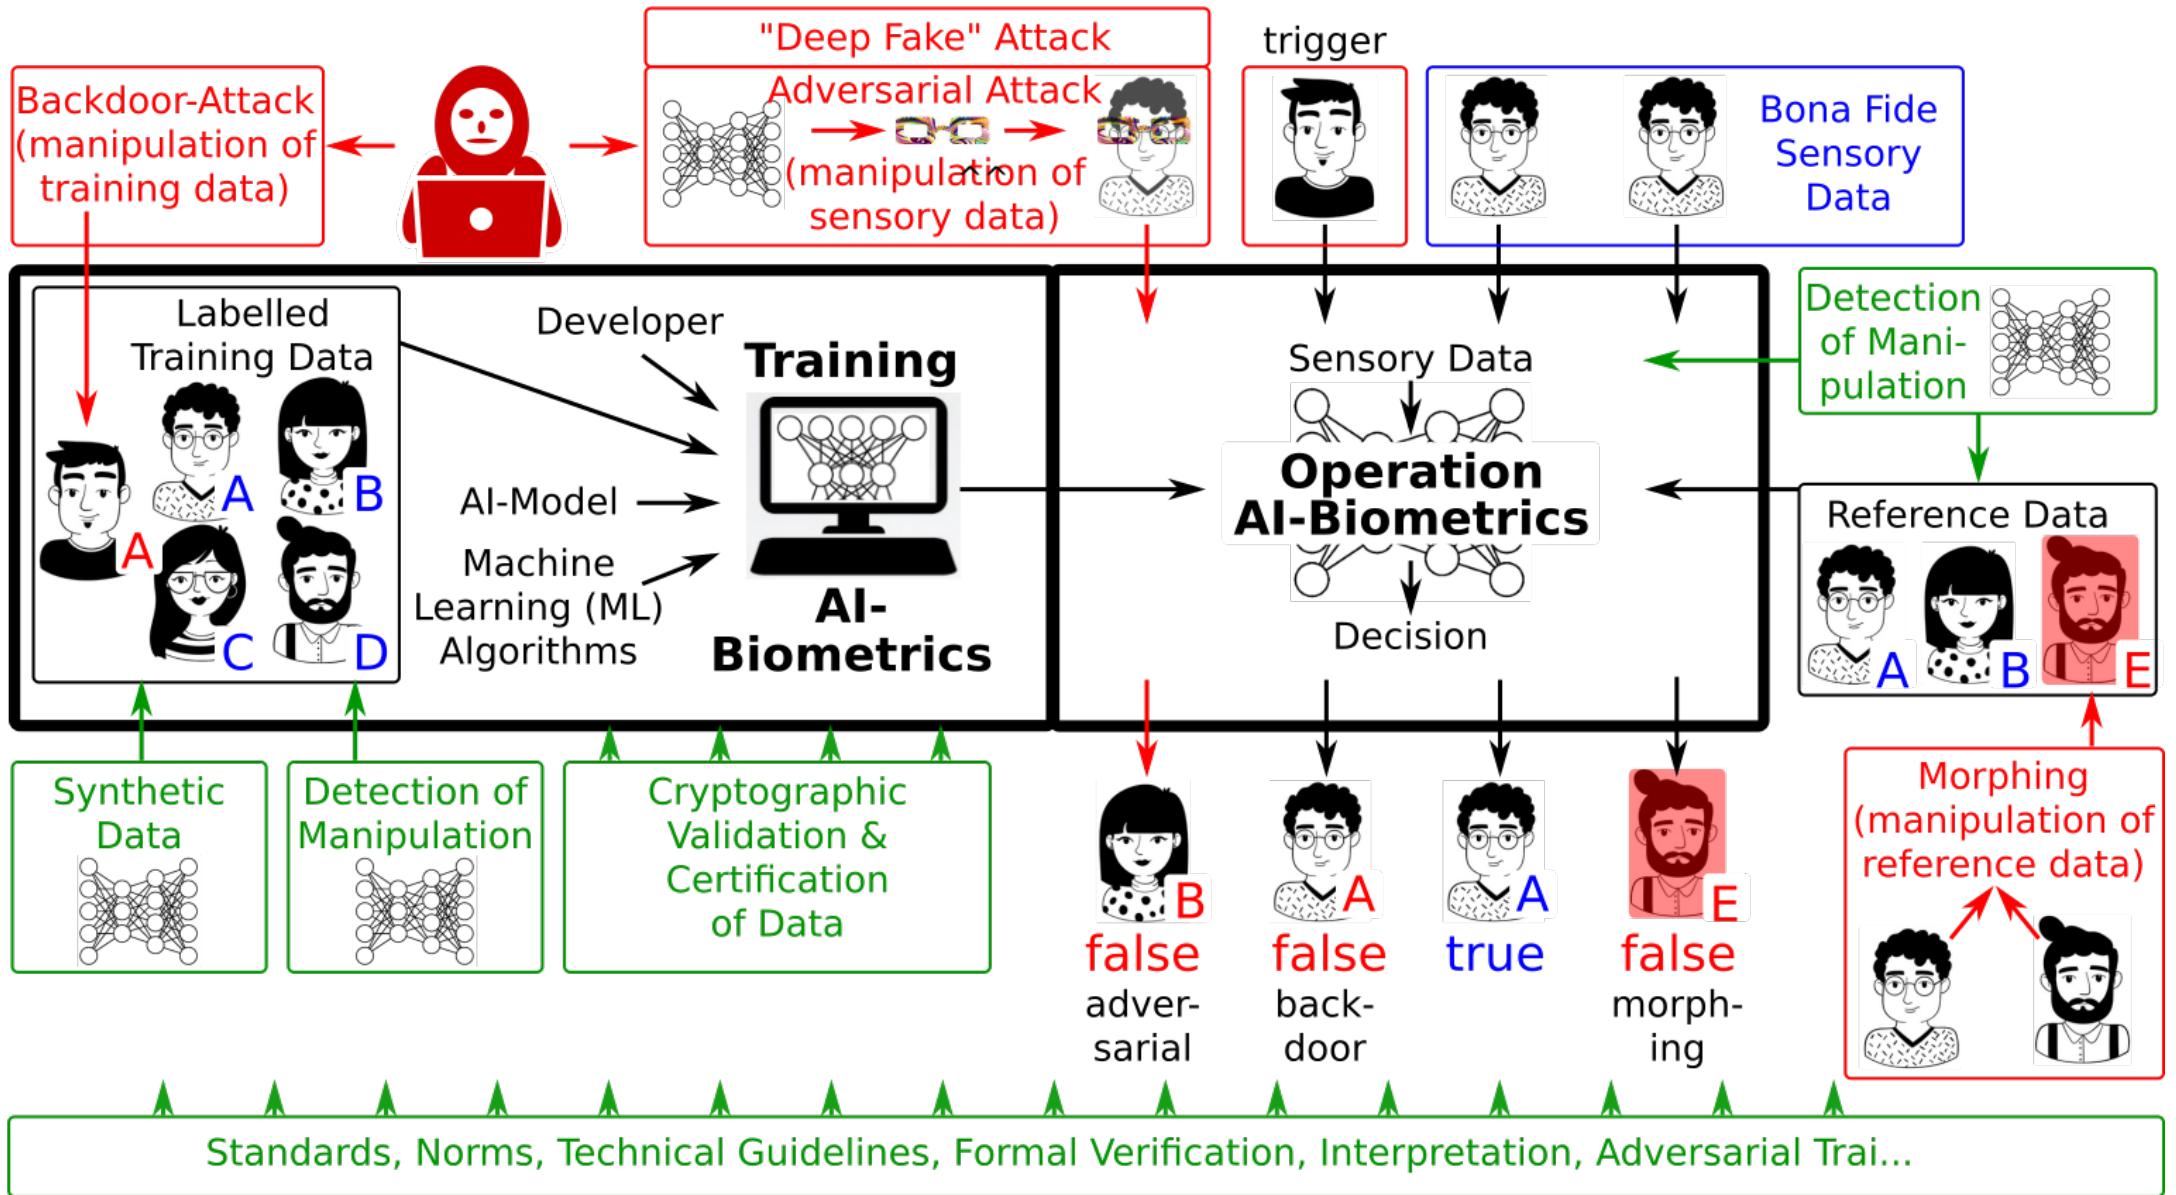 "Deep Fake" Attack
trigger
Backdoor-Attack
(manipulation of
training data)
Adversarial Attack
(manipulation of
sensory data)
Bona Fide
Sensory
Data
Labelled
Training Data
A
B
A
C
D
Developer
AI-Model
Machine
Learning (ML)
Algorithms
Training
AI-
Biometrics
Sensory Data
Operation
AI-Biometrics
Decision
Detection
of Mani-
pulation
Reference Data
A
B
E
Synthetic
Data
Detection of
Manipulation
Cryptographic
Validation &
Certification
of Data
B
false
adver-
sarial
A
false
back-
door
A
true
E
false
morph-
ing
Morphing
(manipulation of
reference data)
Standards, Norms, Technical Guidelines, Formal Verification, Interpretation, Adversarial Trai...